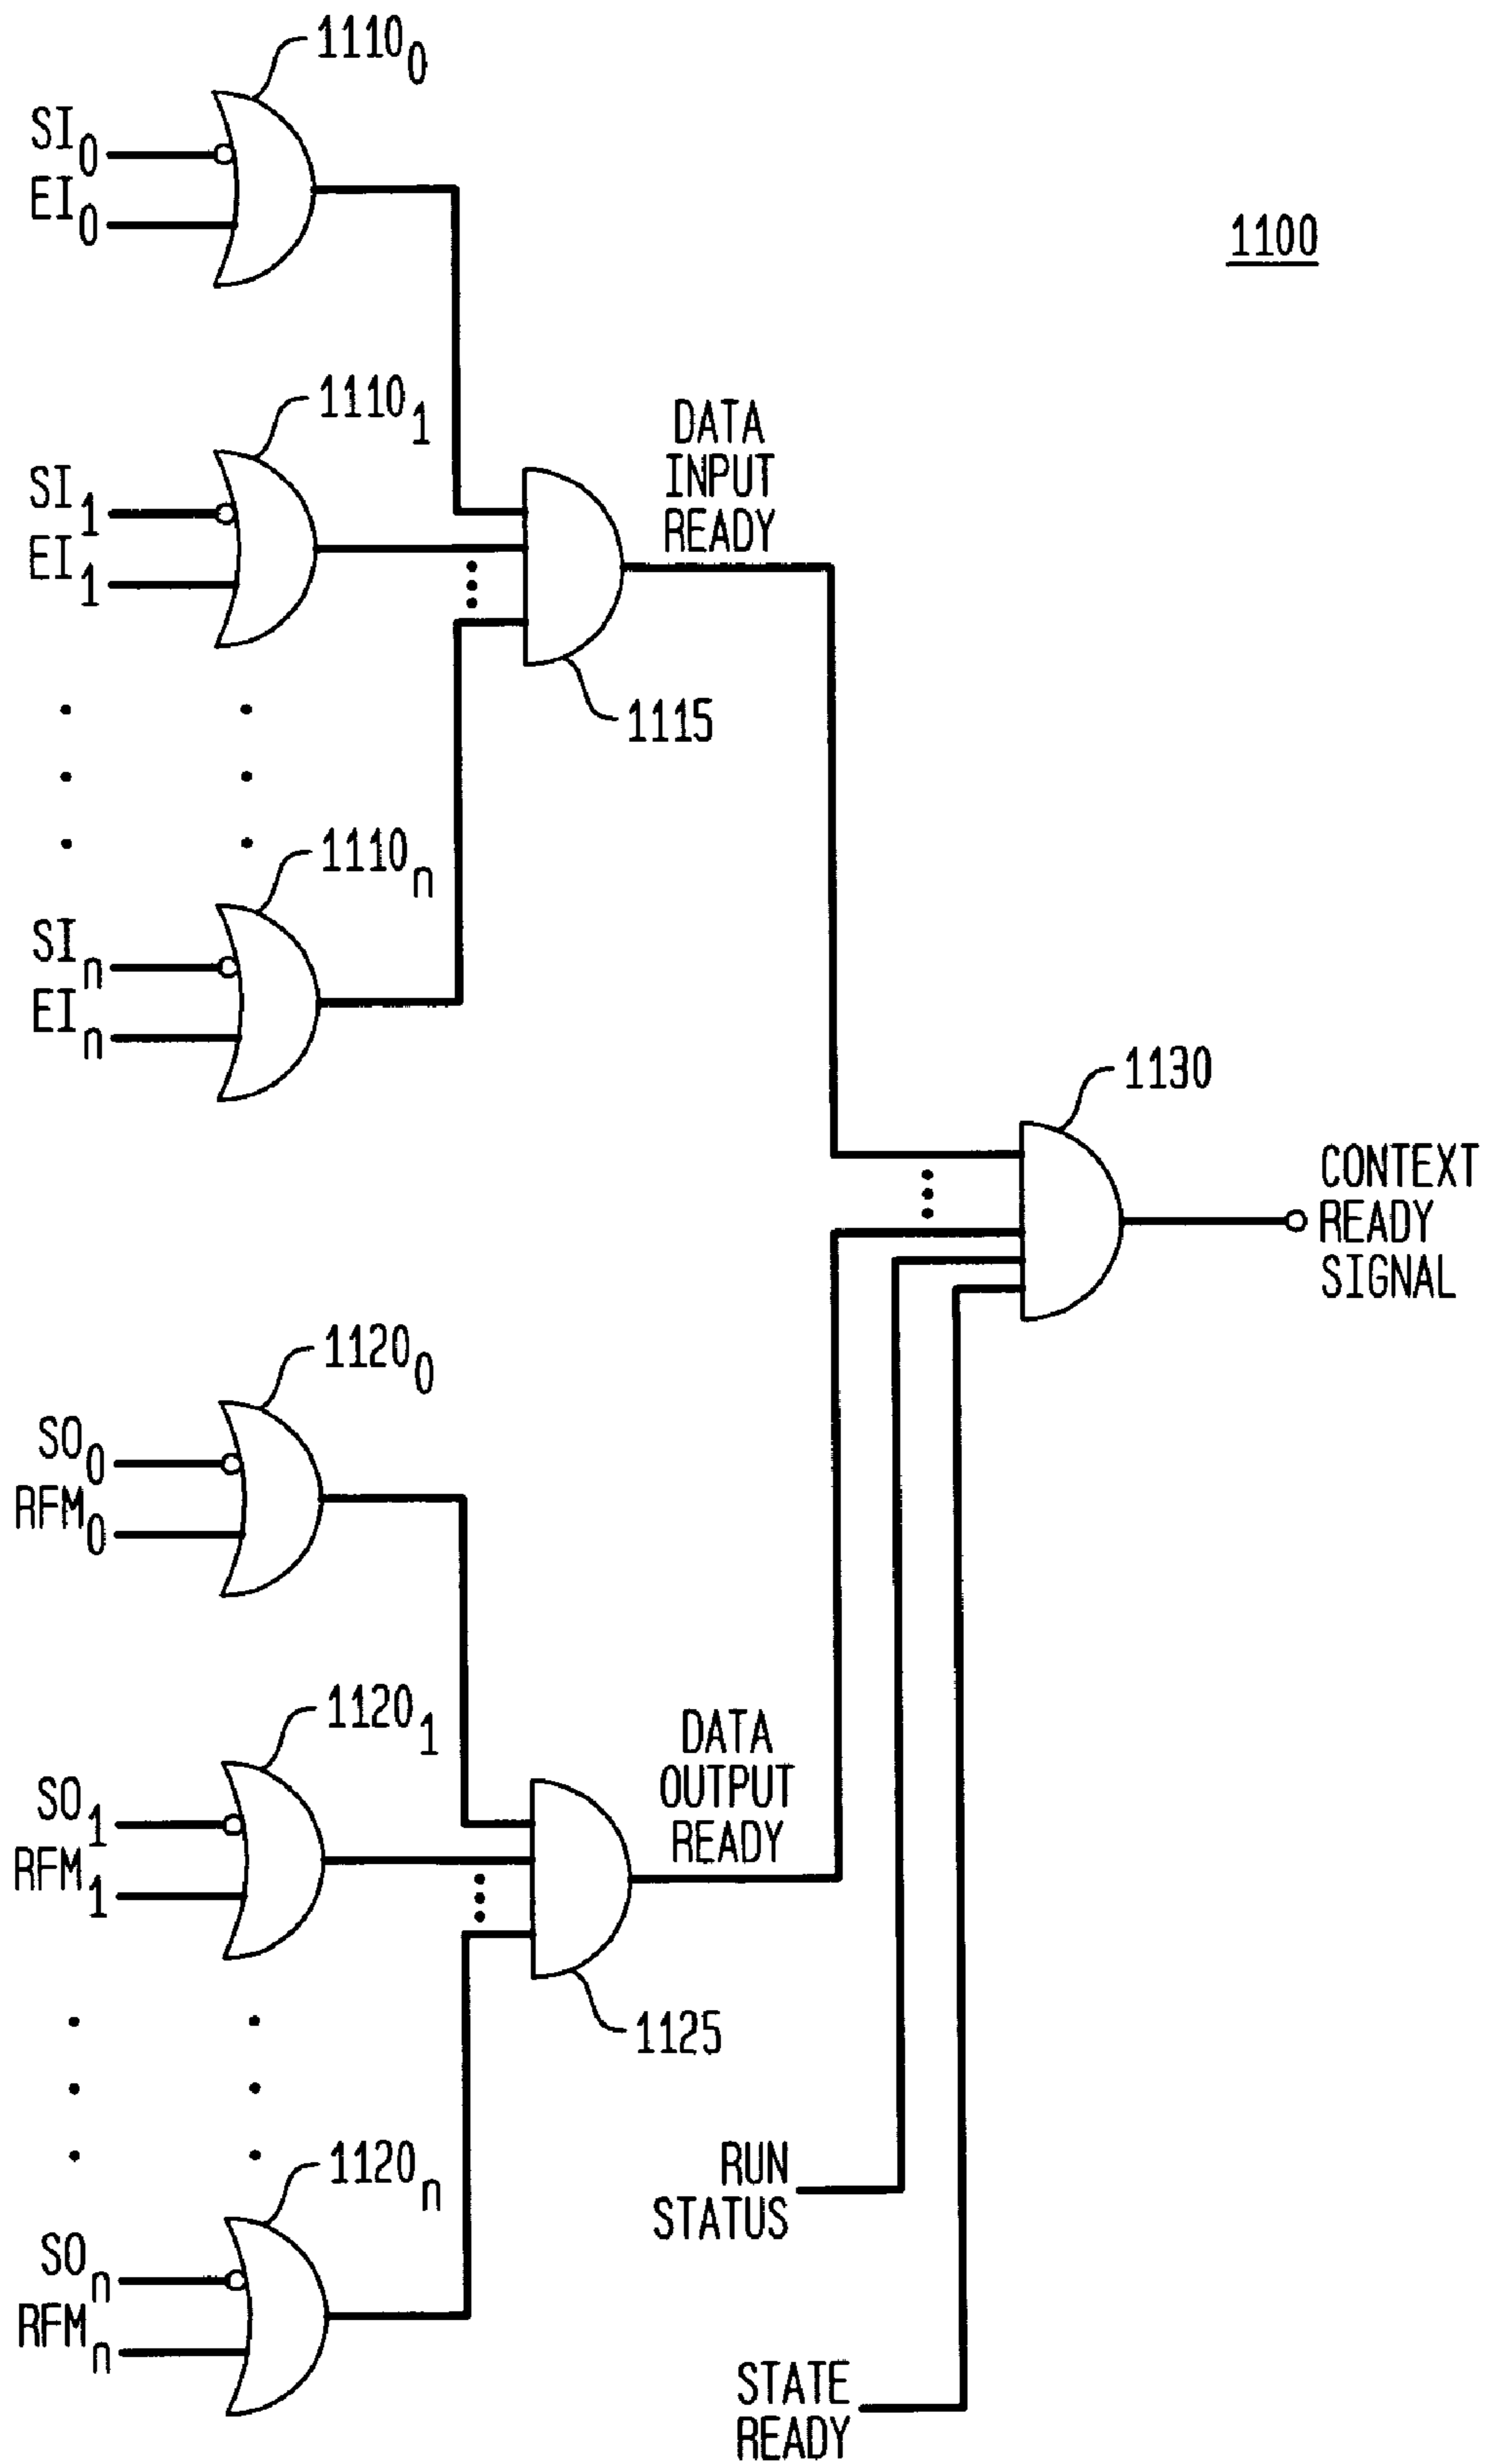 1110₀
SI₀
EI₀
1100
1110₁
SI₁
EI₁
DATA
INPUT
READY
1115
1110ₙ
SIₙ
EIₙ
1130
CONTEXT
READY
SIGNAL
1120₀
SO₀
RFM₀
1120₁
SO₁
RFM₁
DATA
OUTPUT
READY
1125
1120ₙ
SOₙ
RFMₙ
RUN
STATUS
STATE
READY